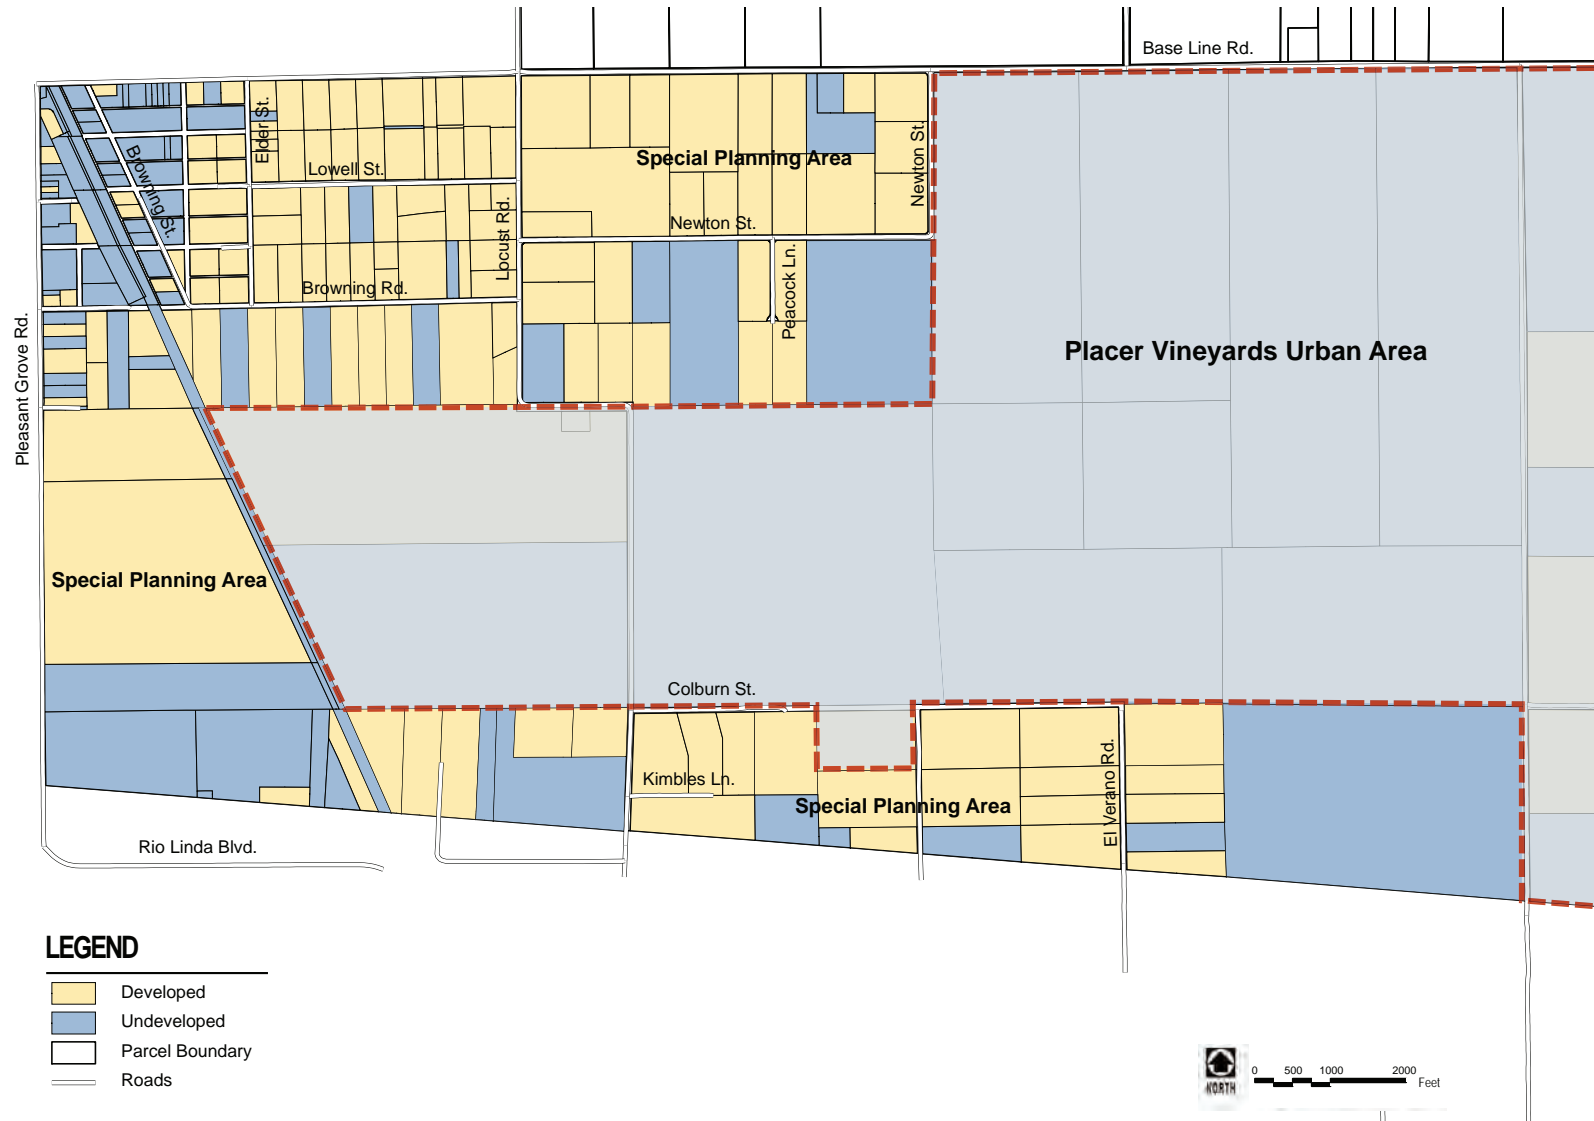 Base Line Rd.
Elder St.
Browning St.
Lowell St.
Special Planning Area
Newton St.
Locust Rd.
Newton St.
Peacock Ln.
Browning Rd.
Pleasant Grove Rd.
Placer Vineyards Urban Area
Special Planning Area
Colburn St.
Kimbles Ln.
Special Planning Area
El Verano Rd.
Rio Linda Blvd.
LEGEND
Developed
Undeveloped
Parcel Boundary
Roads
NORTH
0 500 1000 2000
Feet